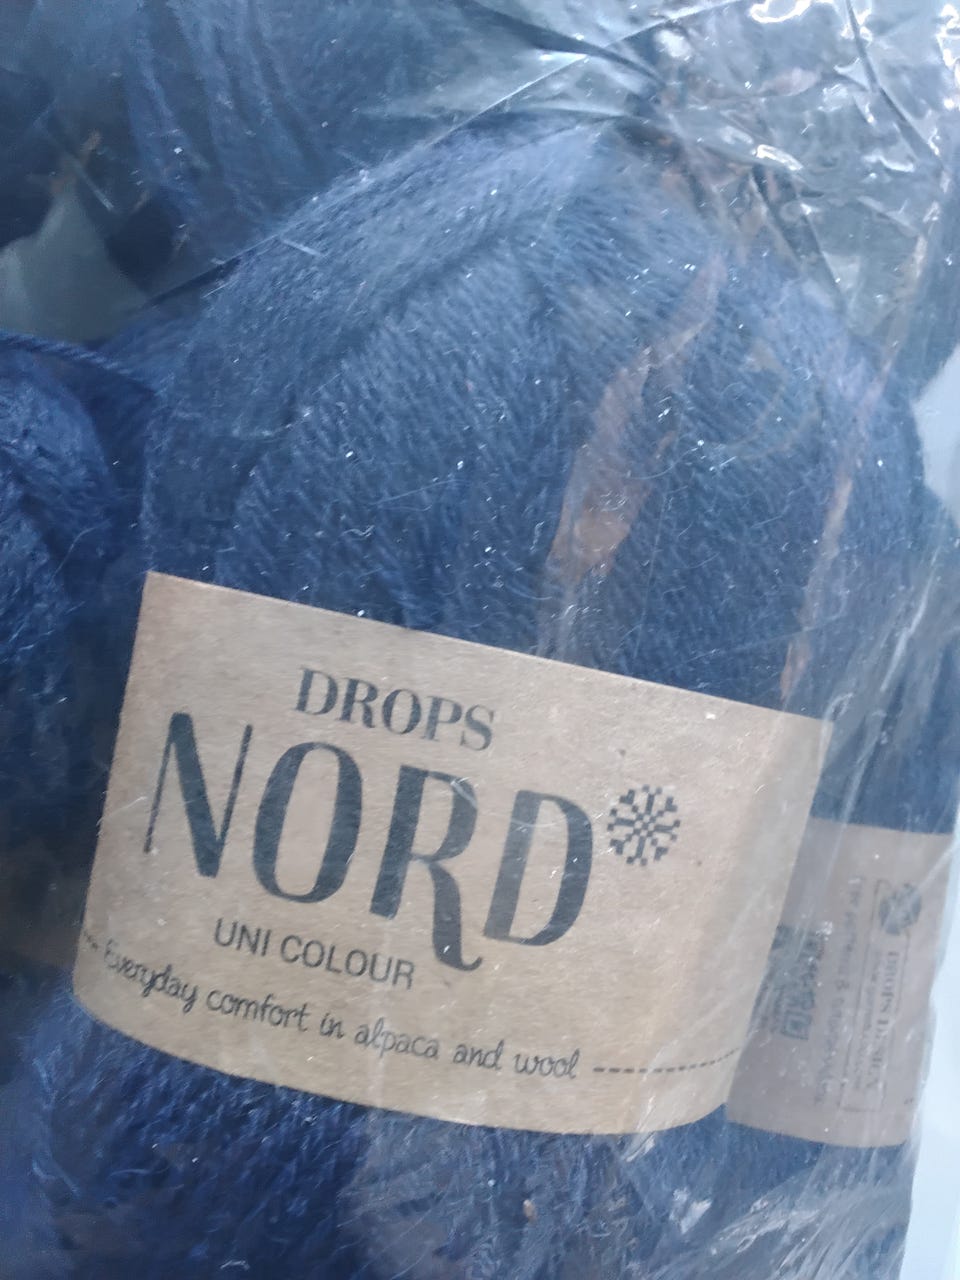 DROPS
NORD
UNI COLOUR
Everyday comfort in alpaca and wool